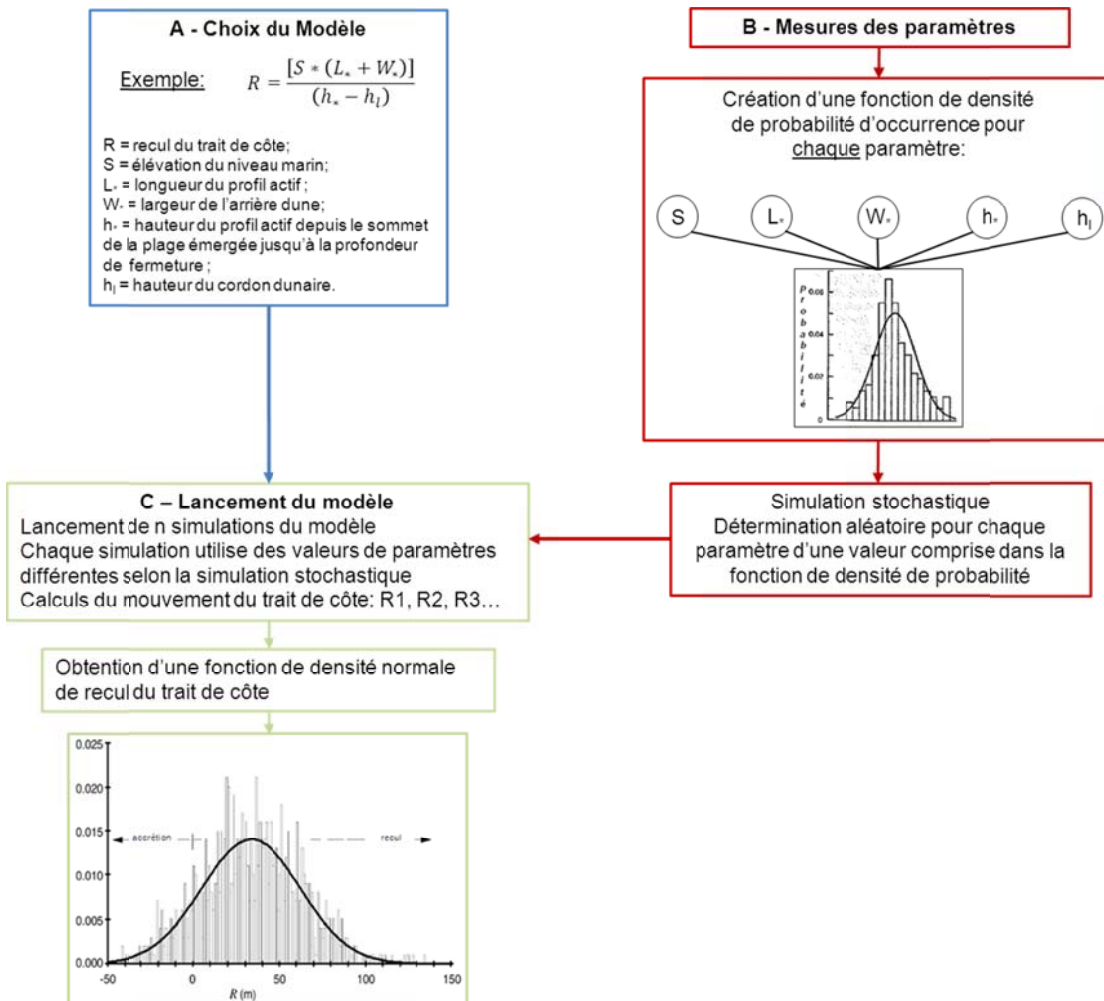 A - Choix du Modèle
Exemple: R = [S * (L* + W*)] / (h* − hl)
R = recul du trait de côte;
S = élévation du niveau marin;
L* = longueur du profil actif ;
W* = largeur de l'arrière dune;
h* = hauteur du profil actif depuis le sommet
de la plage émergée jusqu'à la profondeur
de fermeture ;
hl = hauteur du cordon dunaire.
B - Mesures des paramètres
Création d'une fonction de densité
de probabilité d'occurrence pour
chaque paramètre:
S L* W* h* hl
Probabilité
0.06
0.04
0.02
0
Simulation stochastique
Détermination aléatoire pour chaque
paramètre d'une valeur comprise dans la
fonction de densité de probabilité
C – Lancement du modèle
Lancement de n simulations du modèle
Chaque simulation utilise des valeurs de paramètres
différentes selon la simulation stochastique
Calculs du mouvement du trait de côte: R1, R2, R3…
Obtention d'une fonction de densité normale
de recul du trait de côte
0.025
0.020
0.015
accrétion recul
0.010
0.005
0.000
-50 0 50 100 150
R (m)